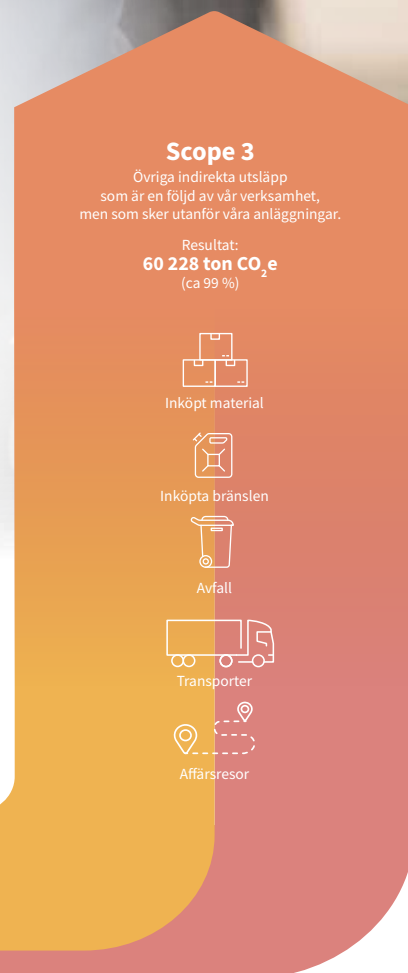 Scope 3
Övriga indirekta utsläpp
som är en följd av vår verksamhet,
men som sker utanför våra anläggningar.
Resultat:
60 228 ton CO₂e
(ca 99 %)
Inköpt material
Inköpta bränslen
Avfall
Transporter
Affärsresor